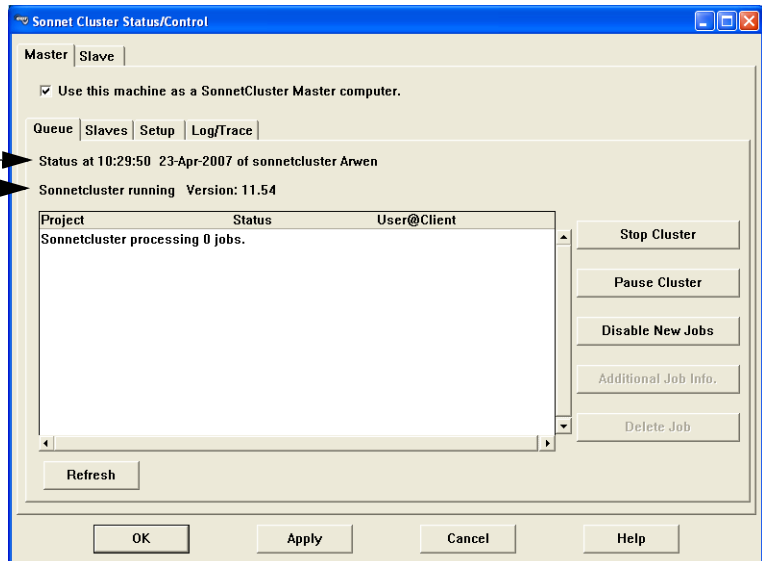 Sonnet Cluster Status/Control
Master Slave
Use this machine as a SonnetCluster Master computer.
Queue Slaves Setup Log/Trace
Status at 10:29:50 23-Apr-2007 of sonnetcluster Arwen
Sonnetcluster running Version: 11.54
Project Status User@Client
Sonnetcluster processing 0 jobs.
Stop Cluster
Pause Cluster
Disable New Jobs
Additional Job Info.
Delete Job
Refresh
OK Apply Cancel Help